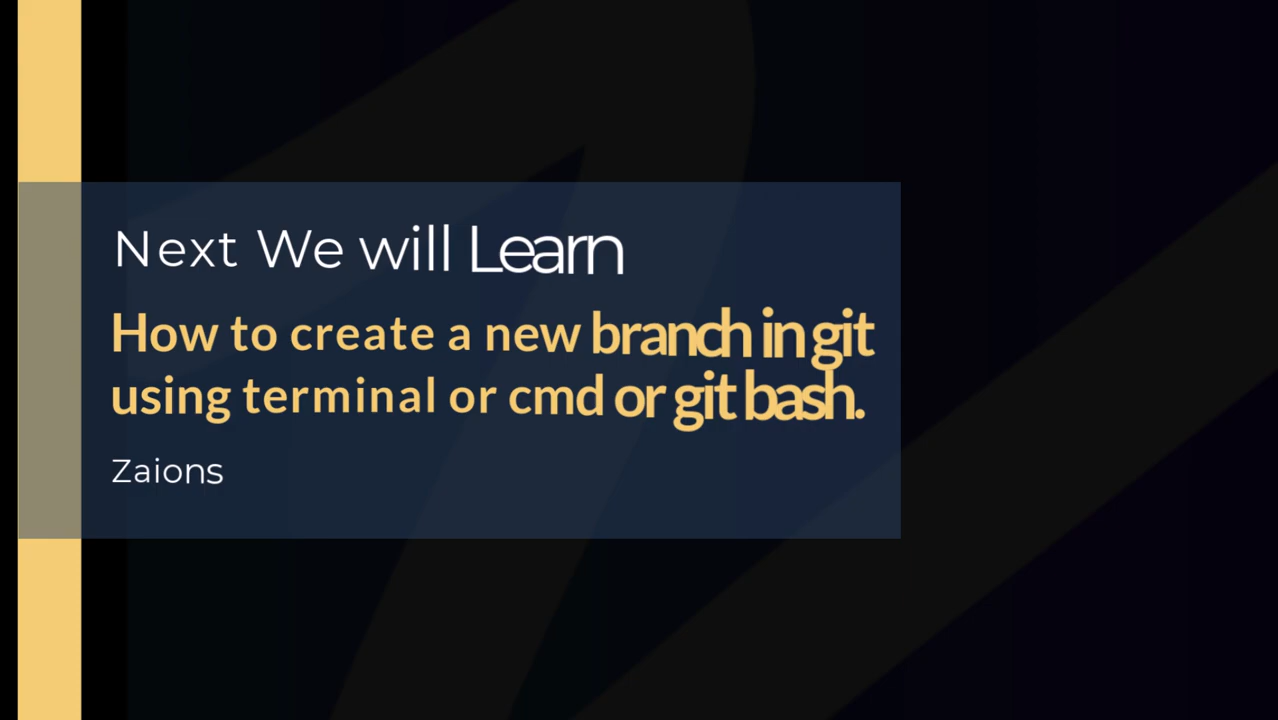 Next We will Learn
How to create a new branch in git
using terminal or cmd or git bash.
Zaions